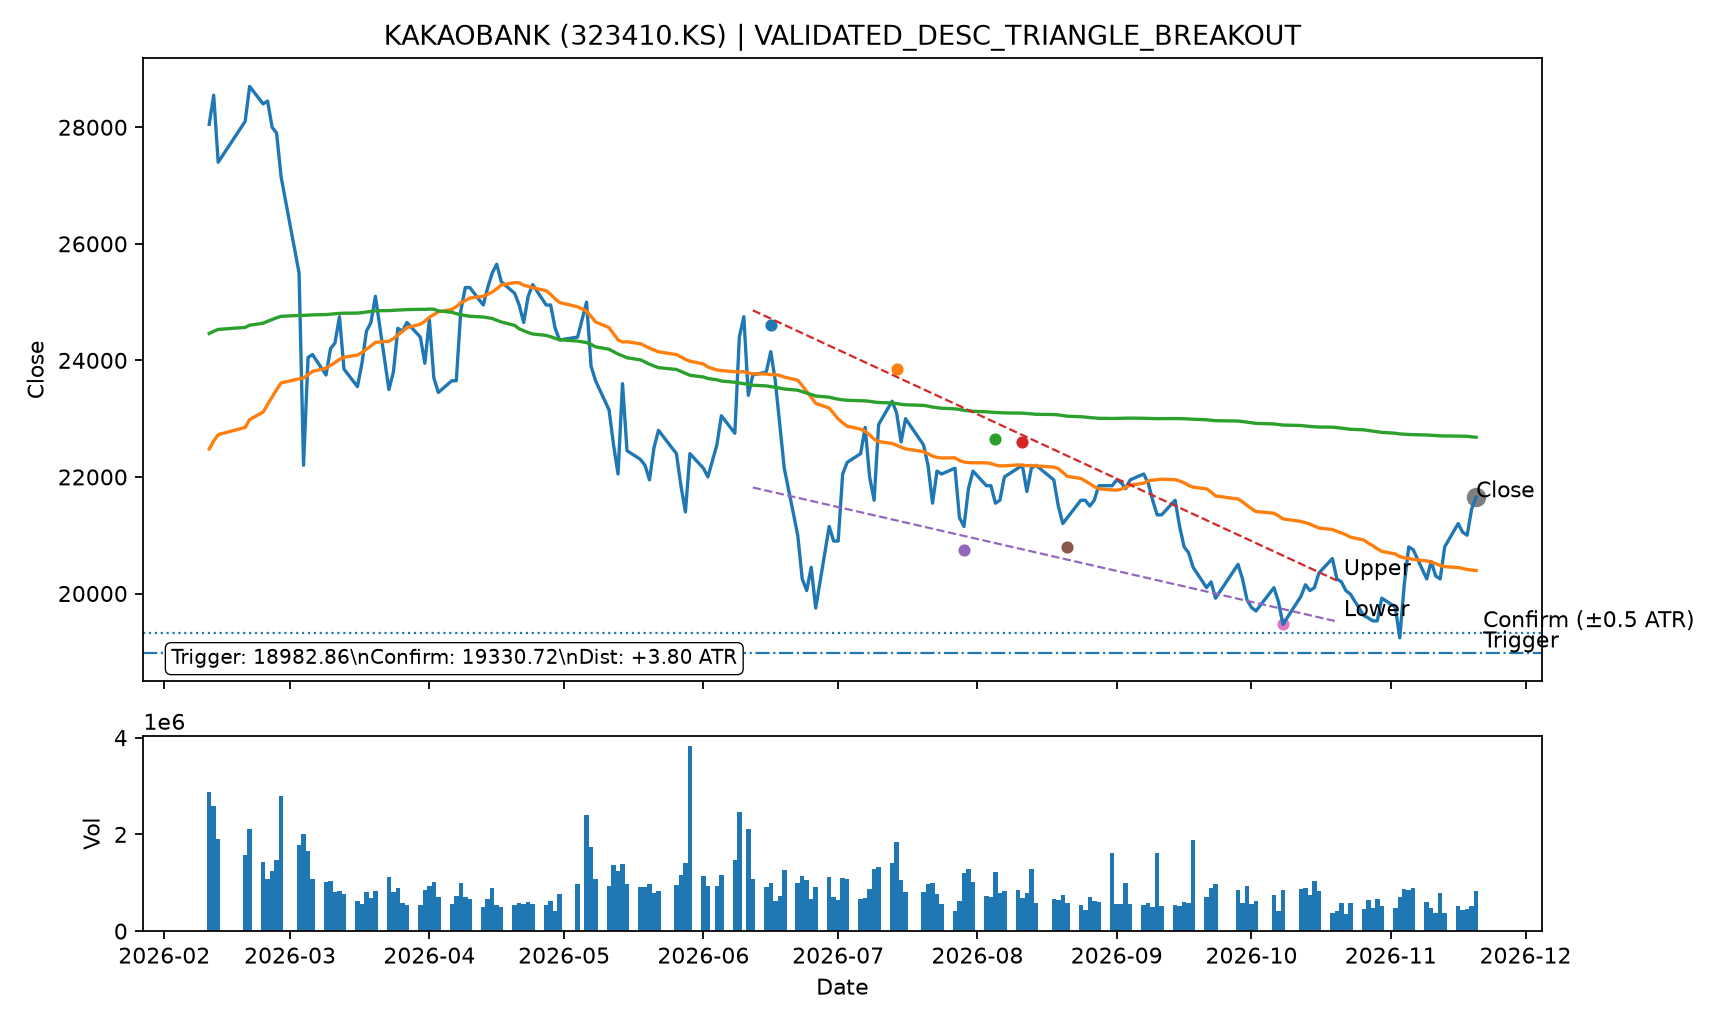 KAKAOBANK (323410.KS) | VALIDATED_DESC_TRIANGLE_BREAKOUT
Close
28000
26000
24000
22000
20000
Close
Upper
Lower
Confirm (±0.5 ATR)
Trigger
Trigger: 18982.86\nConfirm: 19330.72\nDist: +3.80 ATR
1e6
Vol
4
2
0
2026-02 2026-03 2026-04 2026-05 2026-06 2026-07 2026-08 2026-09 2026-10 2026-11 2026-12
Date